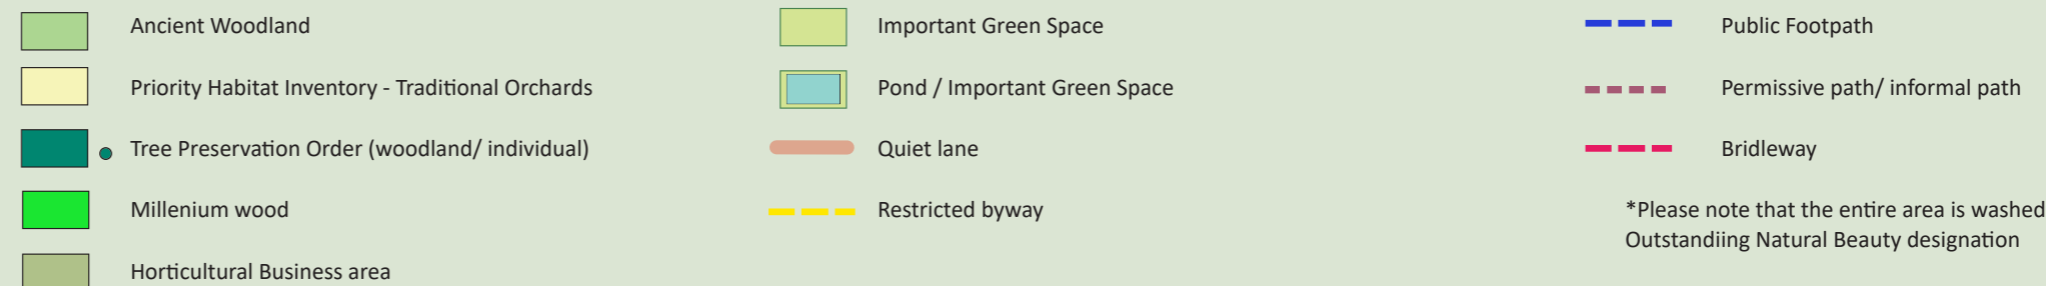 Ancient Woodland
Priority Habitat Inventory - Traditional Orchards
Tree Preservation Order (woodland/ individual)
Millenium wood
Horticultural Business area
Important Green Space
Pond / Important Green Space
Quiet lane
Restricted byway
Public Footpath
Permissive path/ informal path
Bridleway
*Please note that the entire area is washed
Outstandiing Natural Beauty designation